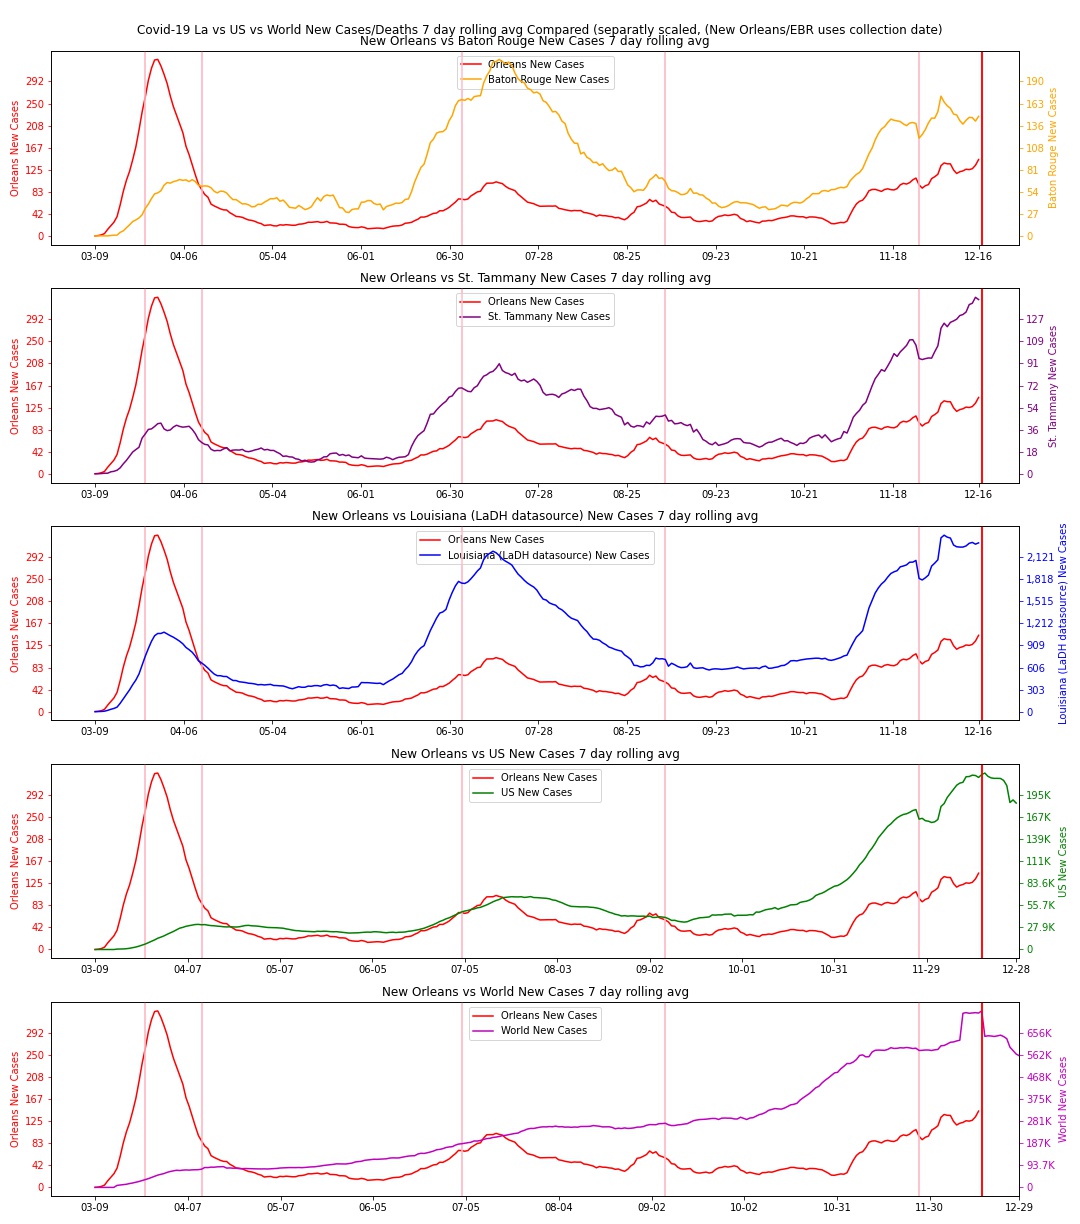 Covid-19 La vs US vs World New Cases/Deaths 7 day rolling avg Compared (separatly scaled, (New Orleans/EBR uses collection date)
New Orleans vs Baton Rouge New Cases 7 day rolling avg
Orleans New Cases
Baton Rouge New Cases
292
250
208
167
125
83
42
0
Orleans New Cases
190
163
136
108
81
54
27
0
Baton Rouge New Cases
03-09 04-06 05-04 06-01 06-30 07-28 08-25 09-23 10-21 11-18 12-16
New Orleans vs St. Tammany New Cases 7 day rolling avg
Orleans New Cases
St. Tammany New Cases
292
250
208
167
125
83
42
0
Orleans New Cases
127
109
91
72
54
36
18
0
St. Tammany New Cases
03-09 04-06 05-04 06-01 06-30 07-28 08-25 09-23 10-21 11-18 12-16
New Orleans vs Louisiana (LaDH datasource) New Cases 7 day rolling avg
Orleans New Cases
Louisiana (LaDH datasource) New Cases
292
250
208
167
125
83
42
0
Orleans New Cases
2,121
1,818
1,515
1,212
909
606
303
0
Louisiana (LaDH datasource) New Cases
03-09 04-06 05-04 06-01 06-30 07-28 08-25 09-23 10-21 11-18 12-16
New Orleans vs US New Cases 7 day rolling avg
Orleans New Cases
US New Cases
292
250
208
167
125
83
42
0
Orleans New Cases
195K
167K
139K
111K
83.6K
55.7K
27.9K
0
US New Cases
03-09 04-07 05-07 06-05 07-05 08-03 09-02 10-01 10-31 11-29 12-28
New Orleans vs World New Cases 7 day rolling avg
Orleans New Cases
World New Cases
292
250
208
167
125
83
42
0
Orleans New Cases
656K
562K
468K
375K
281K
187K
93.7K
0
World New Cases
03-09 04-07 05-07 06-05 07-05 08-04 09-02 10-02 10-31 11-30 12-29